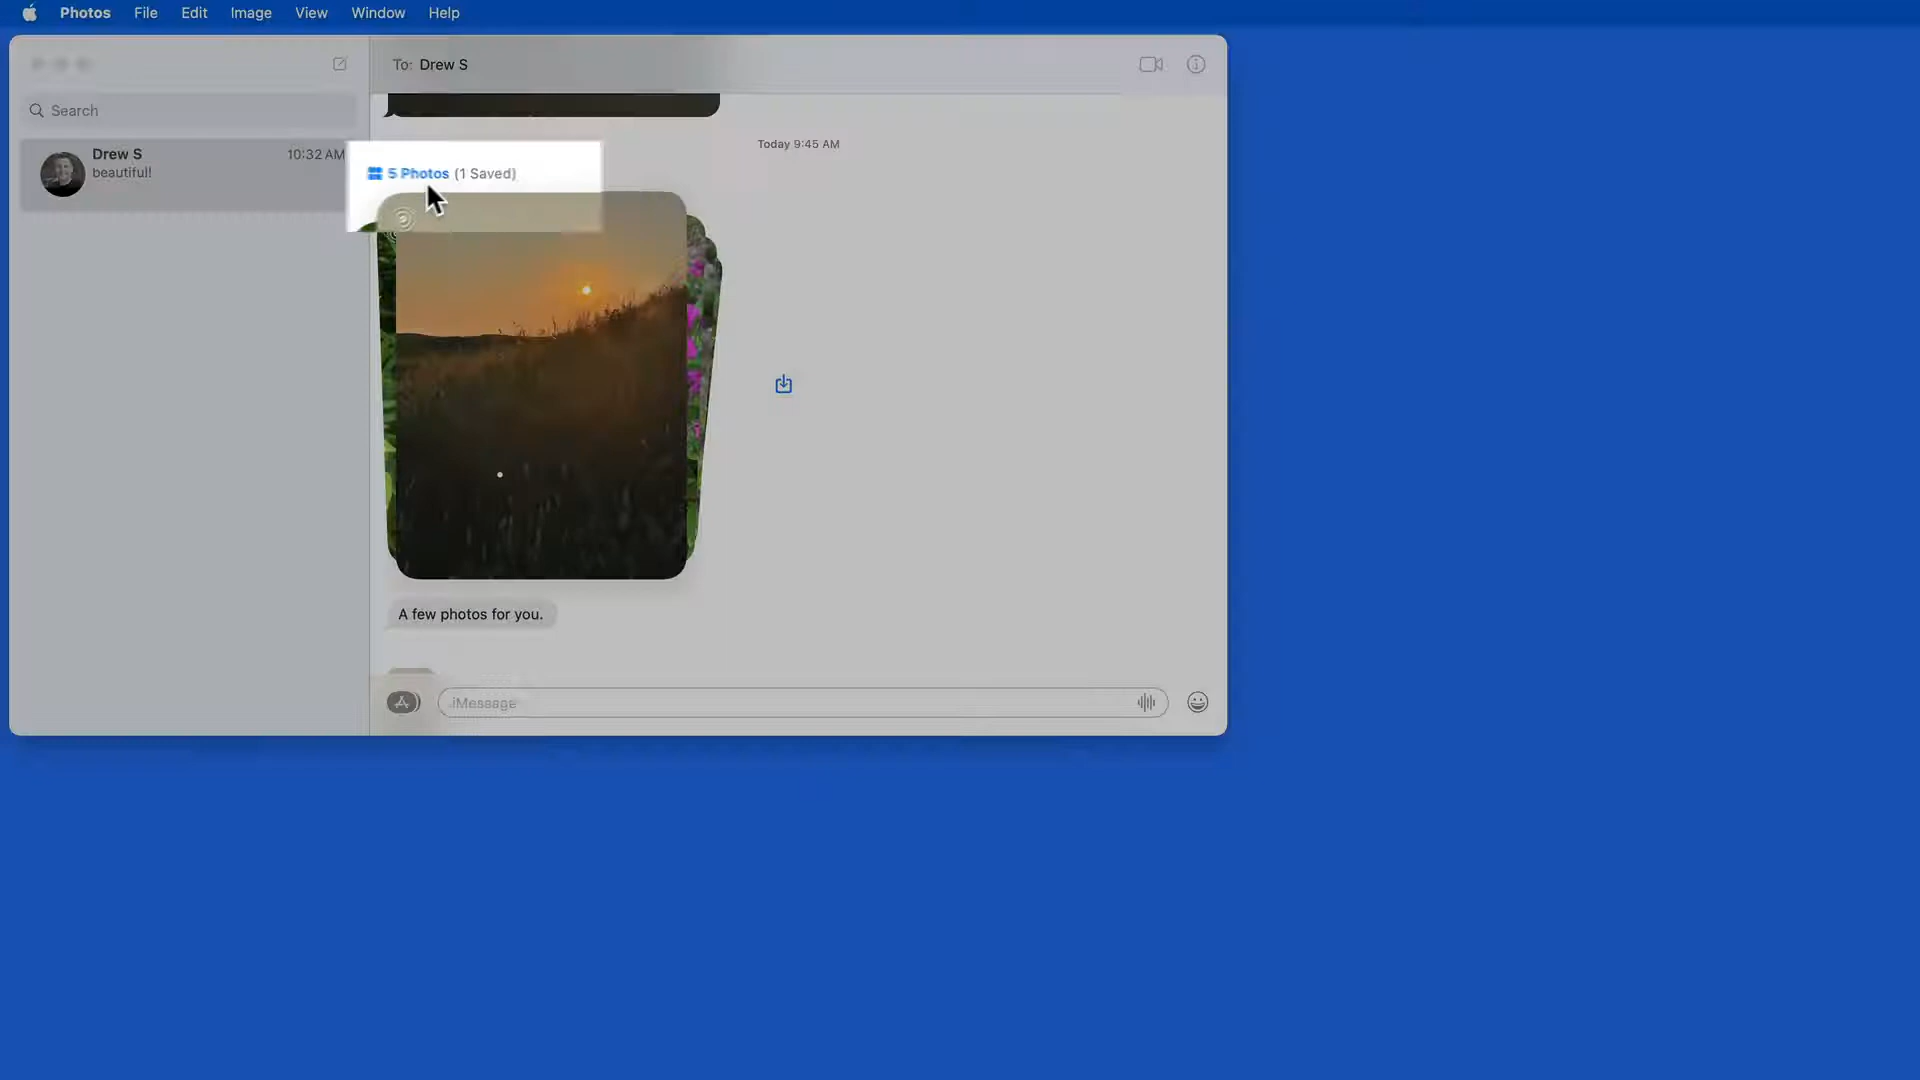 Photos File Edit Image View Window Help
To: Drew S
Search
Today 9:45 AM
Drew S 10:32 AM
beautiful!
5 Photos (1 Saved)
A few photos for you.
iMessage